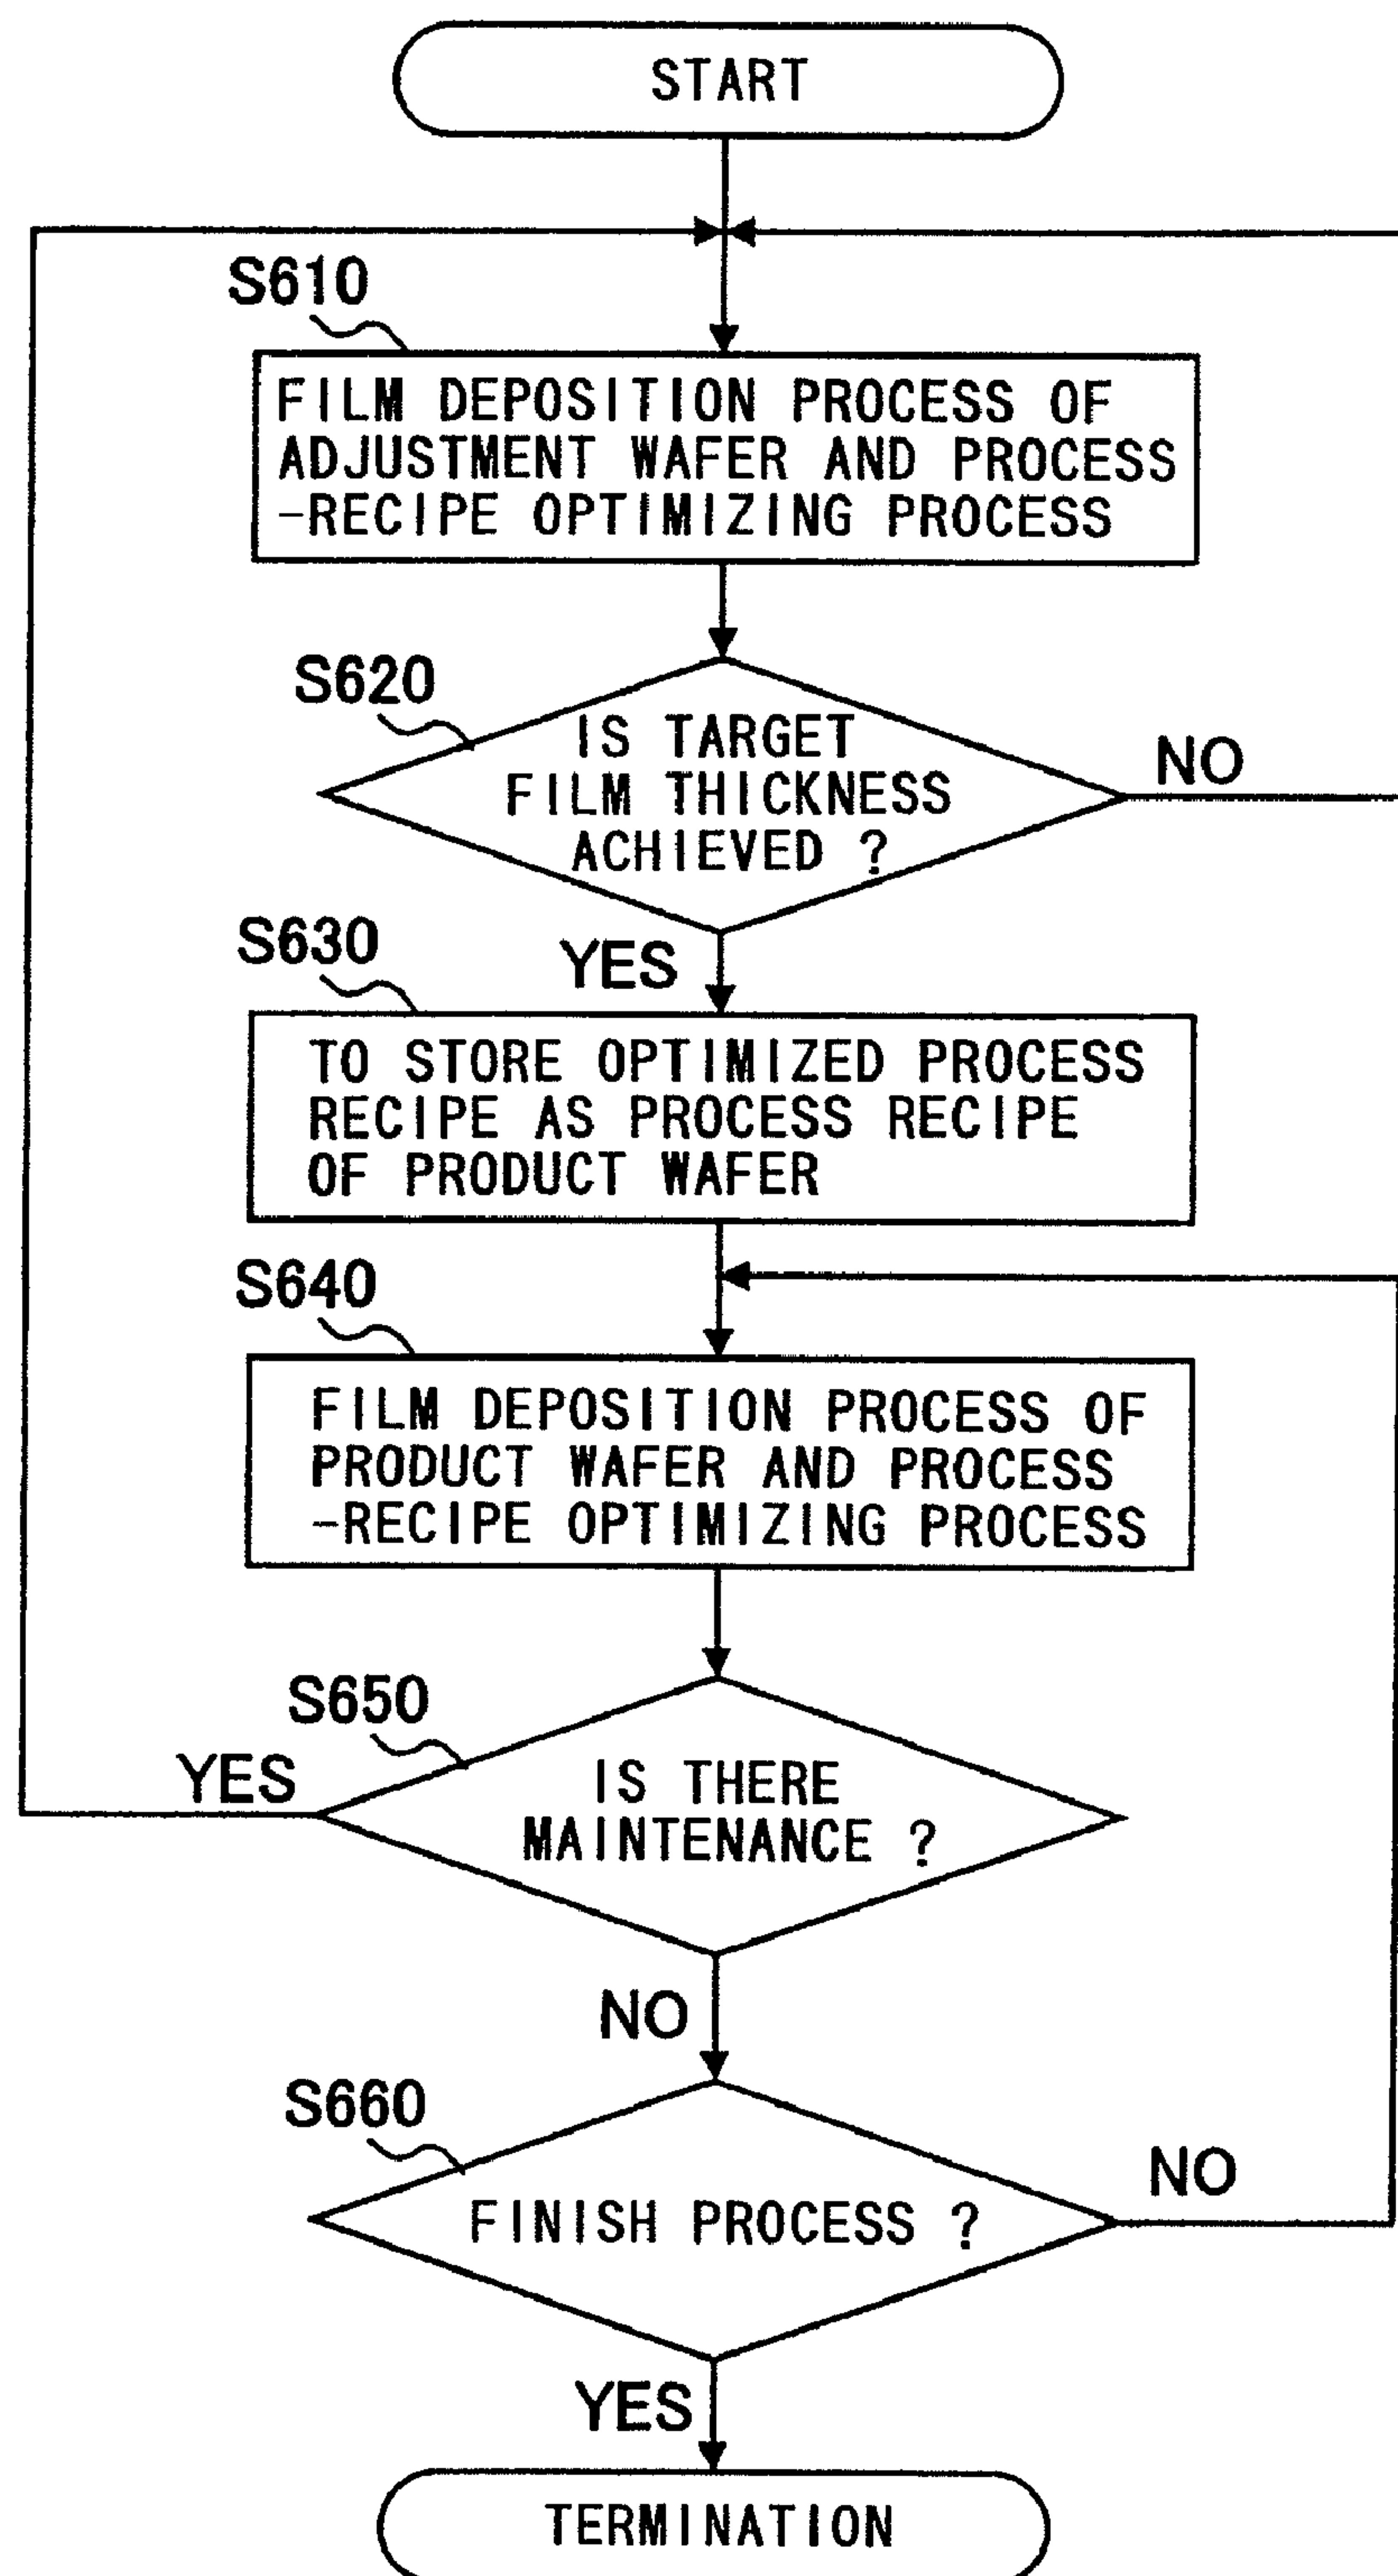 START
S610
FILM DEPOSITION PROCESS OF
ADJUSTMENT WAFER AND PROCESS
-RECIPE OPTIMIZING PROCESS
S620
IS TARGET
FILM THICKNESS
ACHIEVED ?
NO
YES
S630
TO STORE OPTIMIZED PROCESS
RECIPE AS PROCESS RECIPE
OF PRODUCT WAFER
S640
FILM DEPOSITION PROCESS OF
PRODUCT WAFER AND PROCESS
-RECIPE OPTIMIZING PROCESS
S650
YES
IS THERE
MAINTENANCE ?
NO
S660
FINISH PROCESS ?
NO
YES
TERMINATION